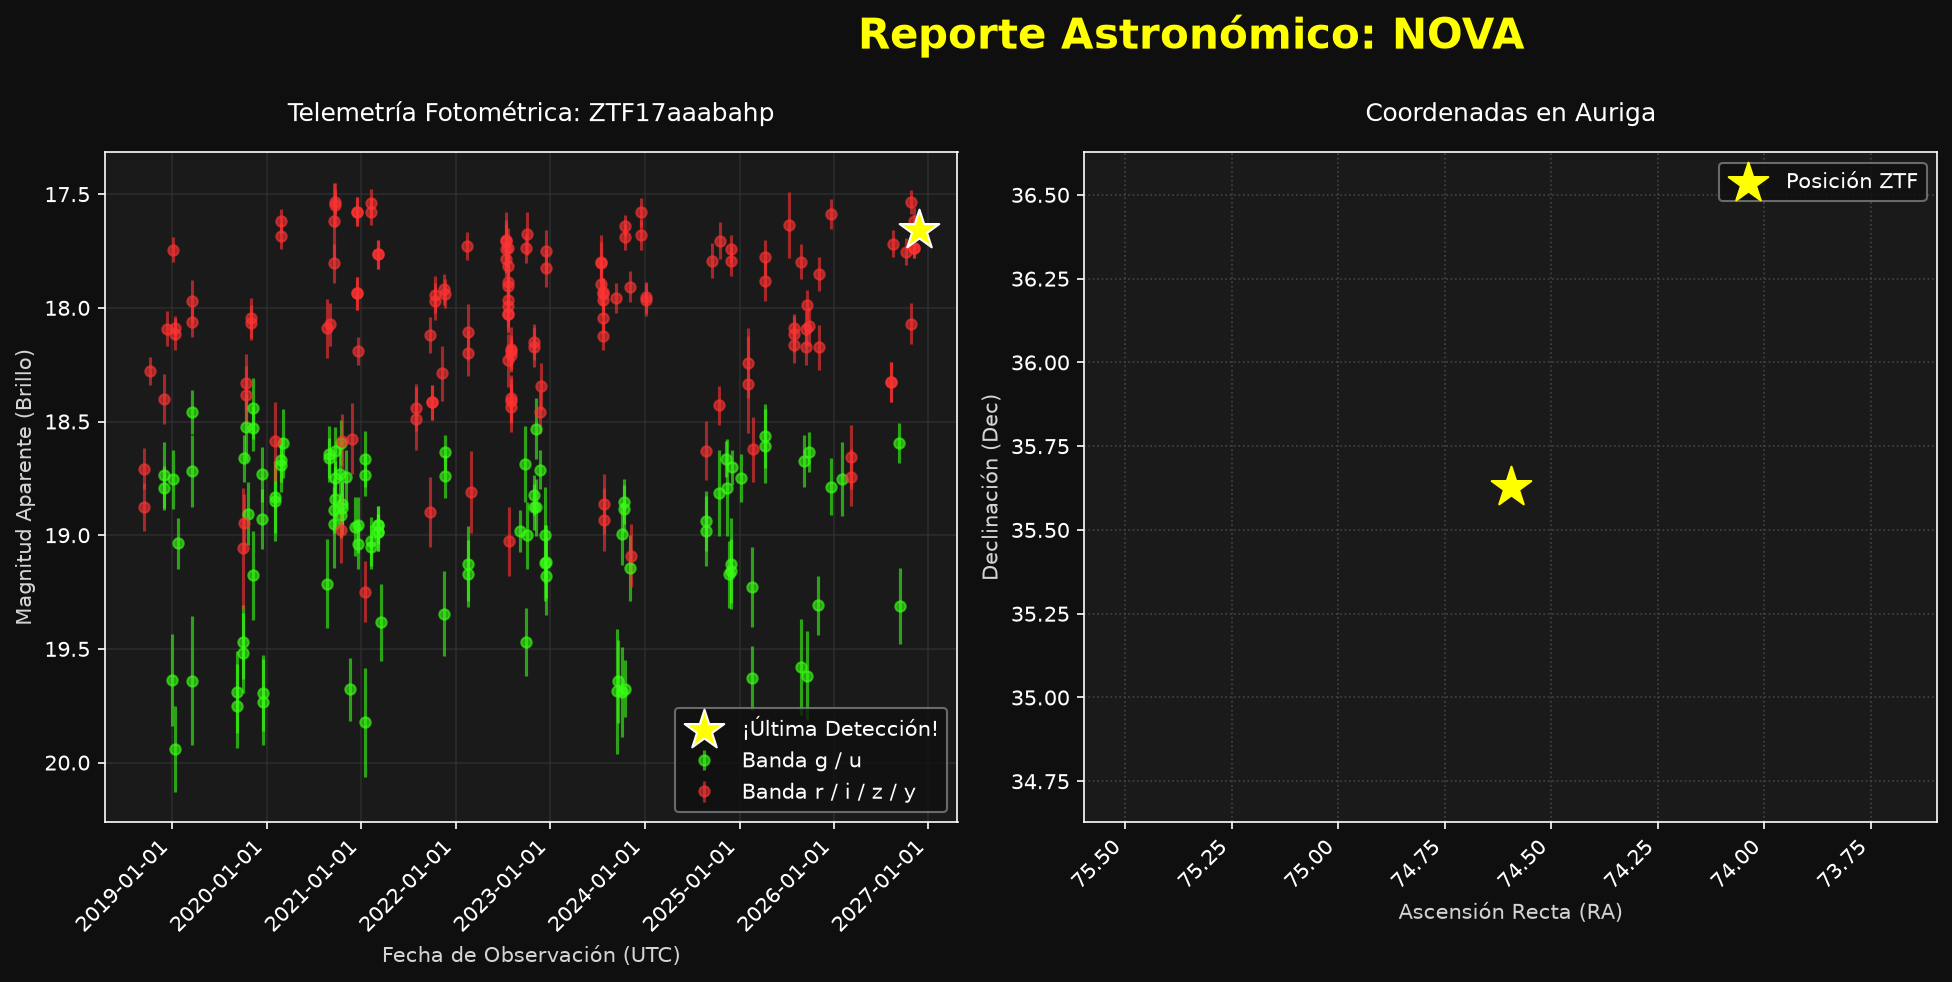 Reporte Astronómico: NOVA
Telemetría Fotométrica: ZTF17aaabahp
Magnitud Aparente (Brillo)
17.5
18.0
18.5
19.0
19.5
20.0
¡Última Detección!
Banda g / u
Banda r / i / z / y
2019-01-01
2020-01-01
2021-01-01
2022-01-01
2023-01-01
2024-01-01
2025-01-01
2026-01-01
2027-01-01
Fecha de Observación (UTC)
Coordenadas en Auriga
Declinación (Dec)
36.50
36.25
36.00
35.75
35.50
35.25
35.00
34.75
Posición ZTF
75.50
75.25
75.00
74.75
74.50
74.25
74.00
73.75
Ascensión Recta (RA)